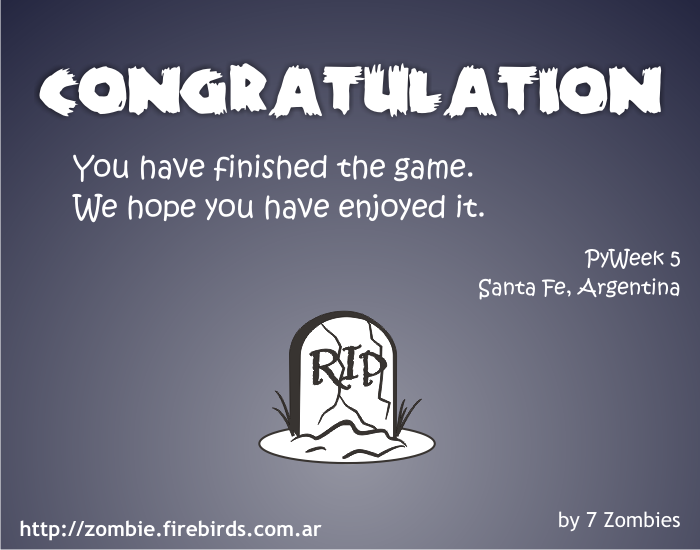 CONGRATULATION
You have finished the game.
We hope you have enjoyed it.
PyWeek 5
Santa Fe, Argentina
RIP
by 7 Zombies
http://zombie.firebirds.com.ar